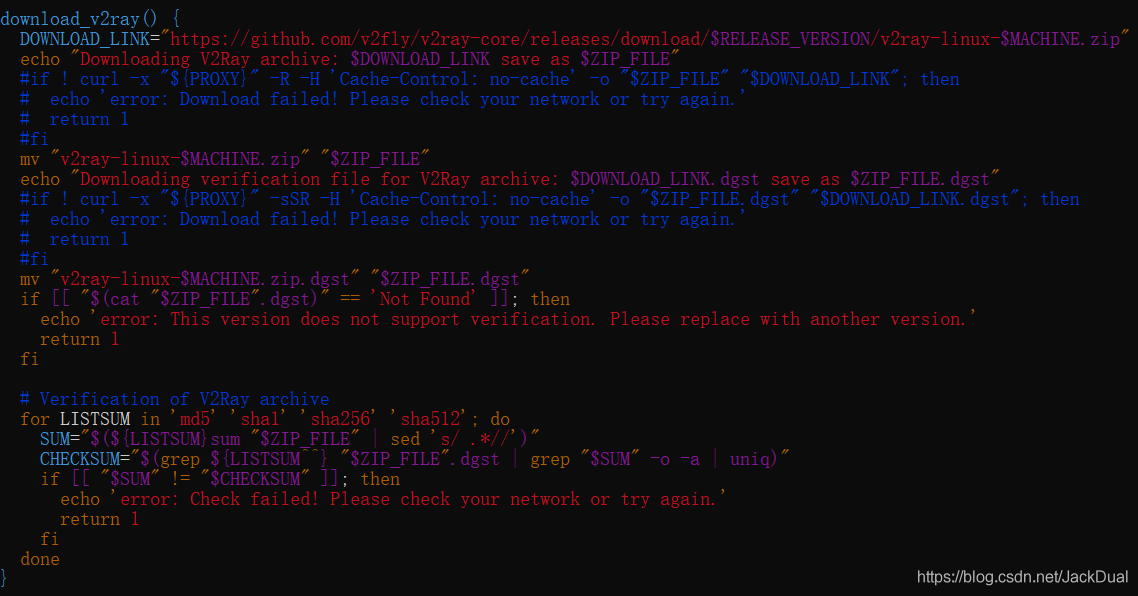 download_v2ray() {
  DOWNLOAD_LINK="https://github.com/v2fly/v2ray-core/releases/download/$RELEASE_VERSION/v2ray-linux-$MACHINE.zip"
  echo "Downloading V2Ray archive: $DOWNLOAD_LINK save as $ZIP_FILE"
  #if ! curl -x "${PROXY}" -R -H 'Cache-Control: no-cache' -o "$ZIP_FILE" "$DOWNLOAD_LINK"; then
  #  echo 'error: Download failed! Please check your network or try again.'
  #  return 1
  #fi
  mv "v2ray-linux-$MACHINE.zip" "$ZIP_FILE"
  echo "Downloading verification file for V2Ray archive: $DOWNLOAD_LINK.dgst save as $ZIP_FILE.dgst"
  #if ! curl -x "${PROXY}" -sSR -H 'Cache-Control: no-cache' -o "$ZIP_FILE.dgst" "$DOWNLOAD_LINK.dgst"; then
  #  echo 'error: Download failed! Please check your network or try again.'
  #  return 1
  #fi
  mv "v2ray-linux-$MACHINE.zip.dgst" "$ZIP_FILE.dgst"
  if [[ "$(cat "$ZIP_FILE".dgst)" == 'Not Found' ]]; then
    echo 'error: This version does not support verification. Please replace with another version.'
    return 1
  fi

  # Verification of V2Ray archive
  for LISTSUM in 'md5' 'sha1' 'sha256' 'sha512'; do
    SUM="$(${LISTSUM}sum "$ZIP_FILE" | sed 's/ .*//')"
    CHECKSUM="$(grep ${LISTSUM^^} "$ZIP_FILE".dgst | grep "$SUM" -o -a | uniq)"
    if [[ "$SUM" != "$CHECKSUM" ]]; then
      echo 'error: Check failed! Please check your network or try again.'
      return 1
    fi
  done
}
https://blog.csdn.net/JackDual